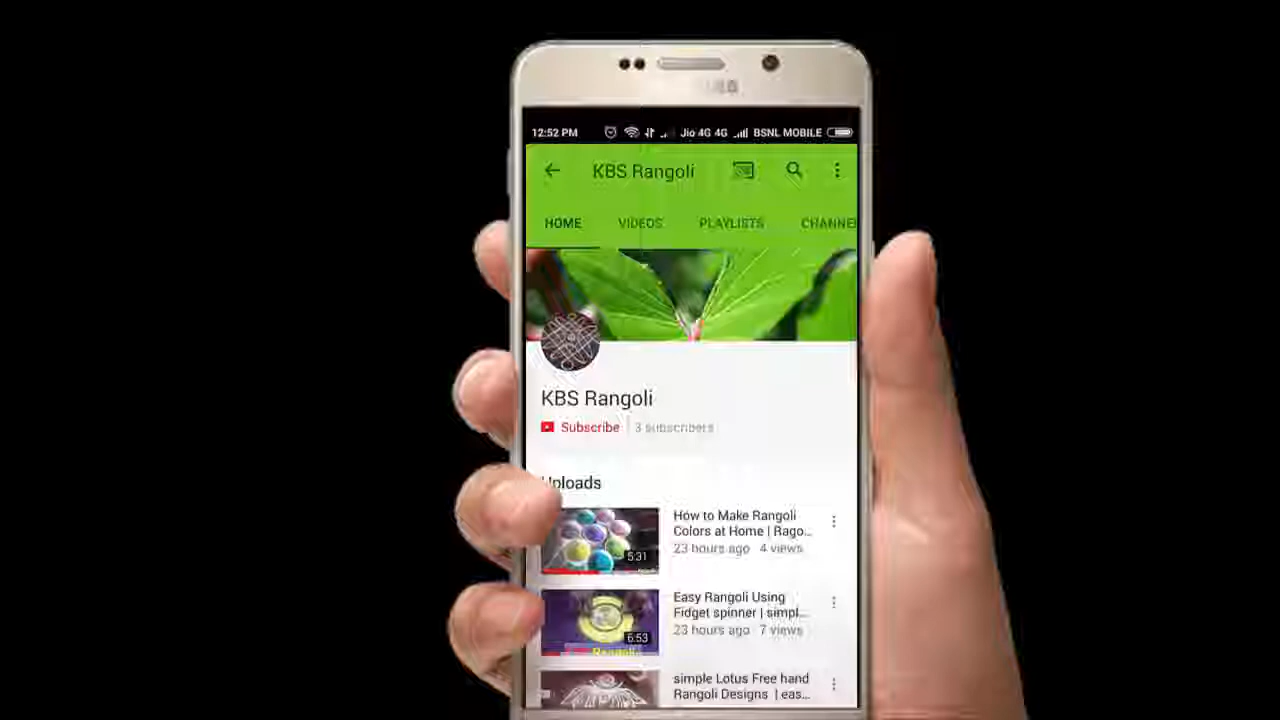 12:52 PM Jio 4G 4G BSNL MOBILE
KBS Rangoli
HOME VIDEOS PLAYLISTS CHANNE
KBS Rangoli
Subscribe 3 subscribers
Uploads
How to Make Rangoli
Colors at Home | Rago...
23 hours ago 4 views
5:31
Easy Rangoli Using
Fidget spinner | simpl...
23 hours ago 7 views
6:53
simple Lotus Free hand
Rangoli Designs | eas...